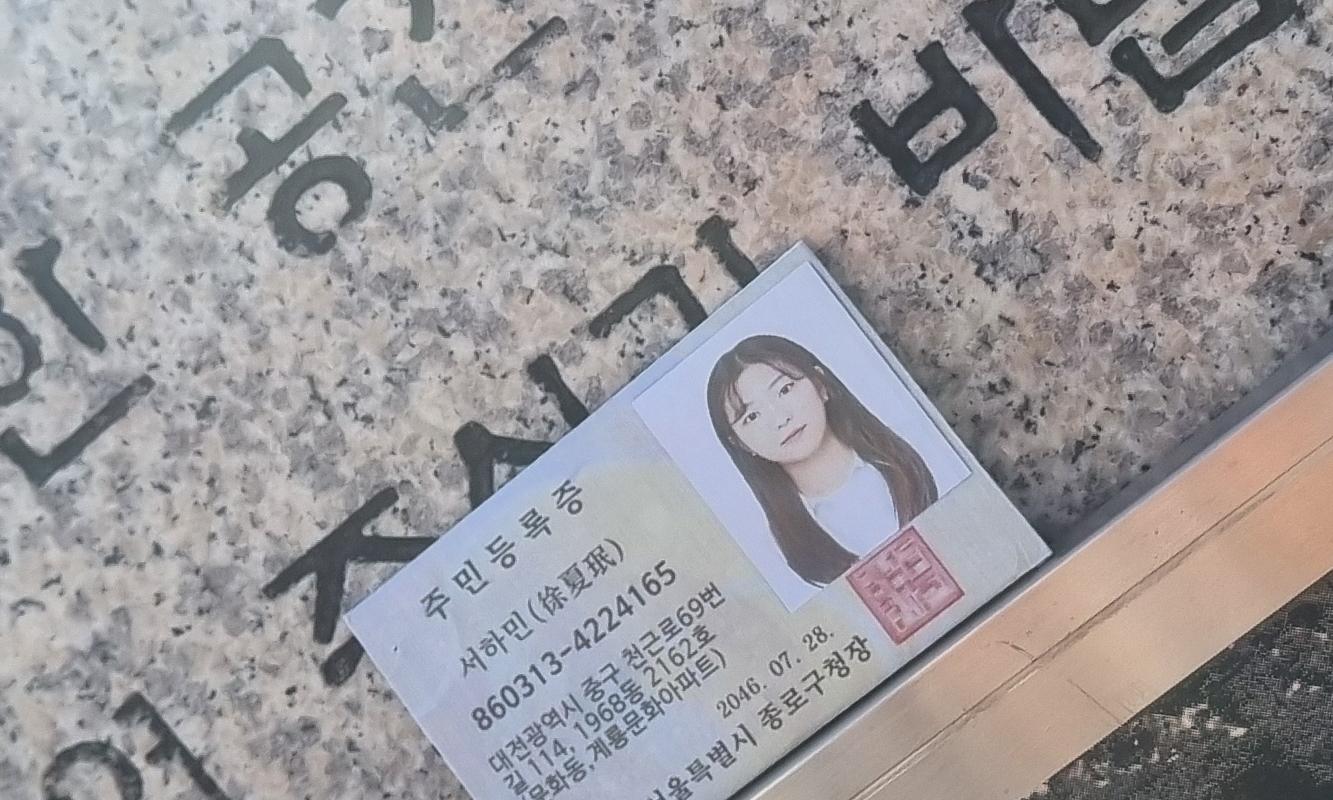 공
비
주민등록증
서하민(徐夏珉)
860313-4224165
대전광역시 중구 천근로69번
길 114, 1968동 2162호
(문화동,계룡문화아파트)
2046. 07. 28.
서울특별시 종로구청장